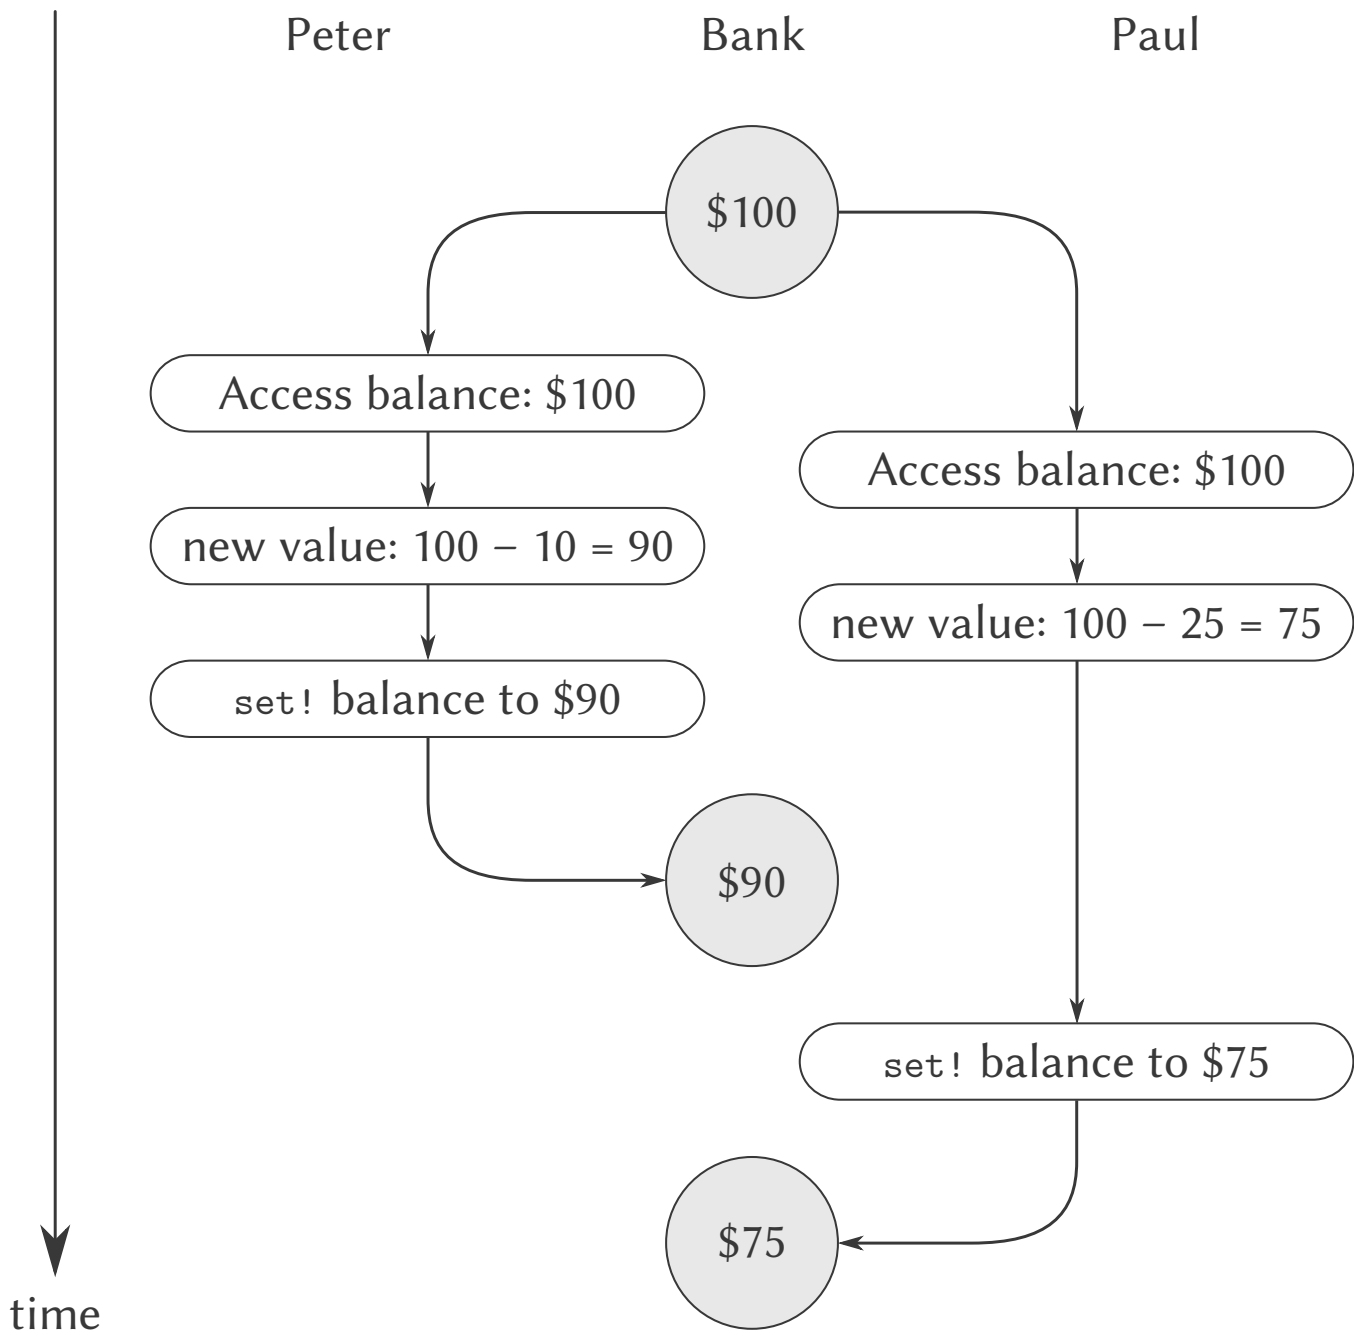 Peter Bank Paul
$100
Access balance: $100
Access balance: $100
new value: 100 – 10 = 90
new value: 100 – 25 = 75
set! balance to $90
$90
set! balance to $75
$75
time